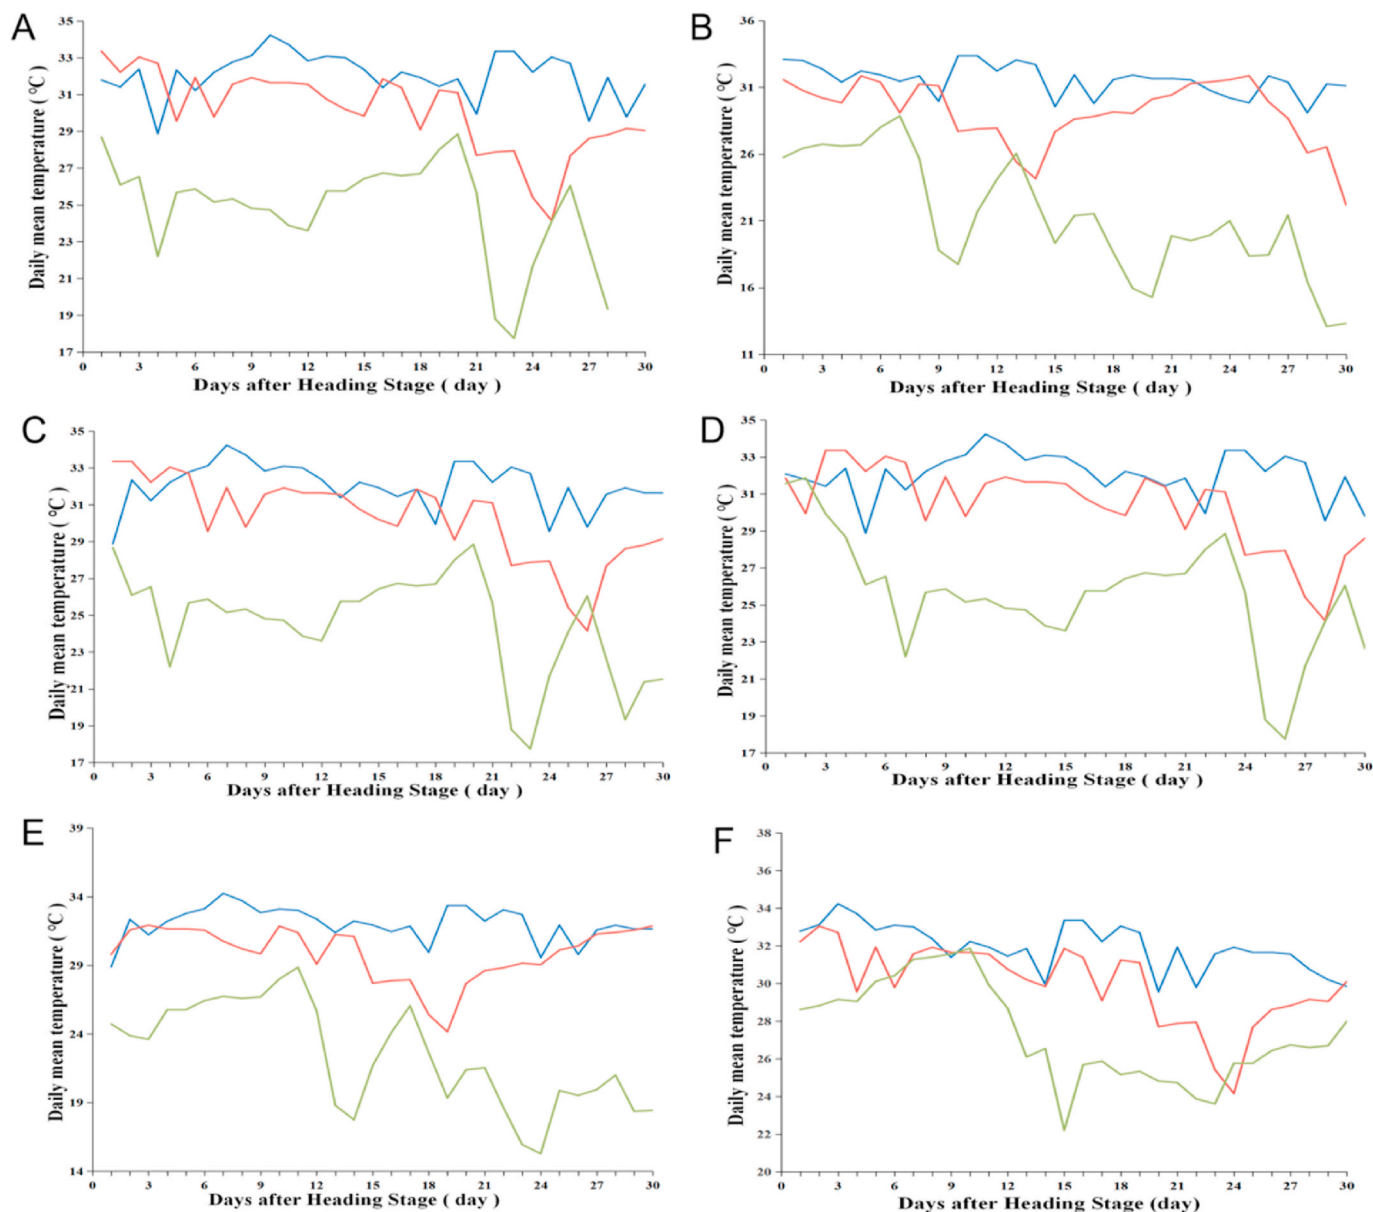 A
Daily mean temperature ( ℃ )
35
33
31
29
27
25
23
21
19
17
0 3 6 9 12 15 18 21 24 27 30
Days after Heading Stage ( day )
B
Daily mean temperature ( ℃ )
36
31
26
21
16
11
0 3 6 9 12 15 18 21 24 27 30
Days after Heading Stage ( day )
C
Daily mean temperature ( ℃ )
35
33
31
29
27
25
23
21
19
17
0 3 6 9 12 15 18 21 24 27 30
Days after Heading Stage ( day )
D
Daily mean temperature ( ℃ )
35
33
31
29
27
25
23
21
19
17
0 3 6 9 12 15 18 21 24 27 30
Days after Heading Stage ( day )
E
Daily mean temperature ( ℃ )
39
34
29
24
19
14
0 3 6 9 12 15 18 21 24 27 30
Days after Heading Stage ( day )
F
Daily mean temperature ( ℃ )
38
36
34
32
30
28
26
24
22
20
0 3 6 9 12 15 18 21 24 27 30
Days after Heading Stage (day)